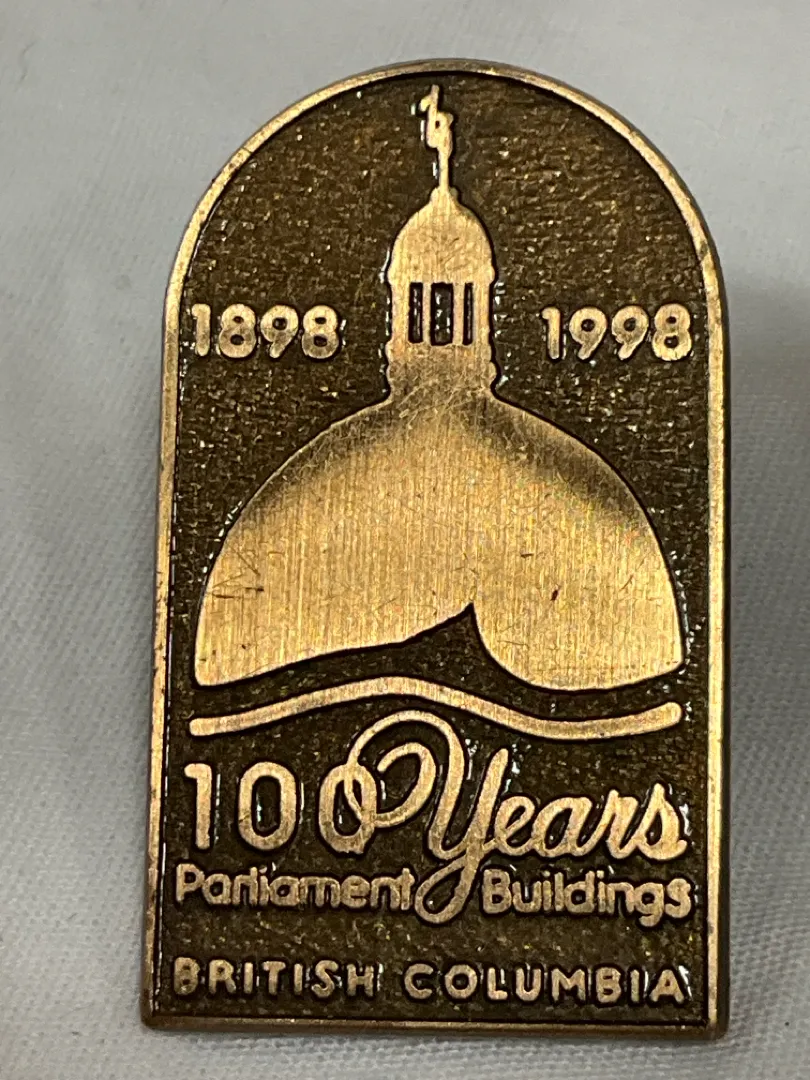 1898 1998
100 Years
Parliament Buildings
BRITISH COLUMBIA